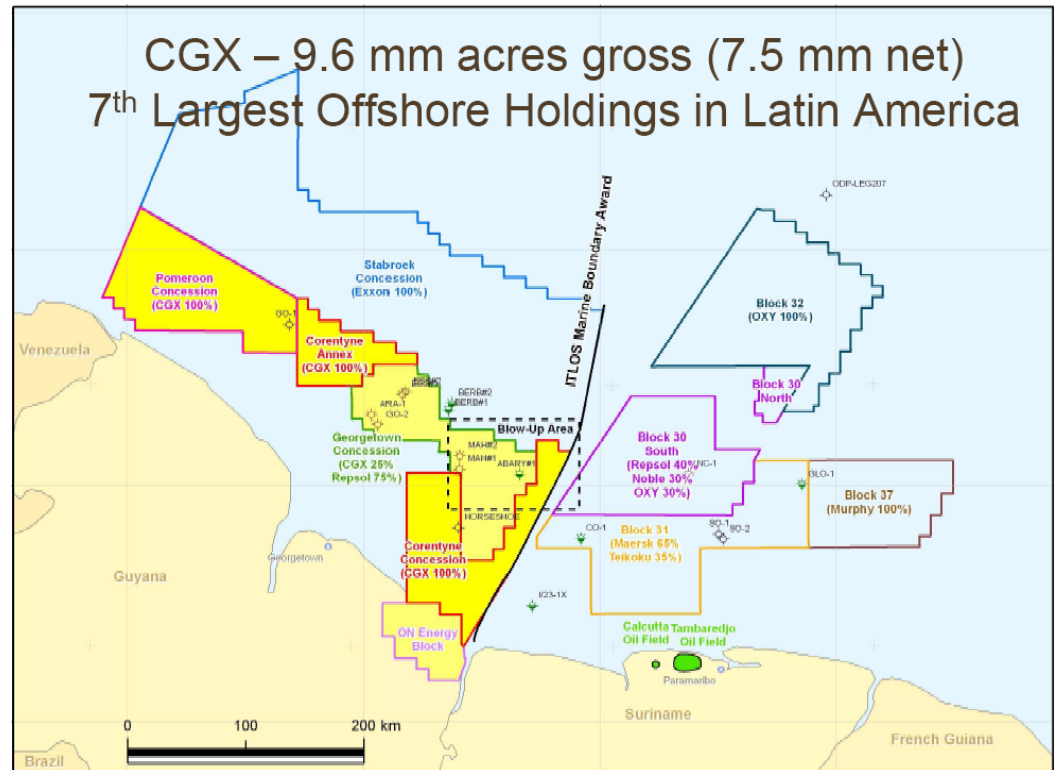 CGX – 9.6 mm acres gross (7.5 mm net)
7th Largest Offshore Holdings in Latin America
ODP-LEG207
ITLOS Marine Boundary Award
Stabroek
Concession
(Exxon 100%)
Pomeroon
Concession
(CGX 100%)
GO-1
Block 32
(OXY 100%)
Corentyne
Annex
(CGX 100%)
Venezuela
Block 30
North
BERB#2
BERB#1
ARA-1
GO-2
Blow-Up Area
Georgetown
Concession
(CGX 25%
Repsol 75%)
MAH#2
MAH#1
ABARY#1
Block 30
South
(Repsol 40%
Noble 30%
OXY 30%)
NC-1
GLO-1
Block 37
(Murphy 100%)
HORSESHOE
CO-1
Block 31
(Maersk 65%
Teikoku 35%)
SO-1
SO-2
Corentyne
Concession
(CGX 100%)
Georgetown
Guyana
I/23-1X
ON Energy
Block
Calcutta
Oil Field
Tambaredjo
Oil Field
Paramaribo
Suriname
French Guiana
0
100
200 km
Brazil